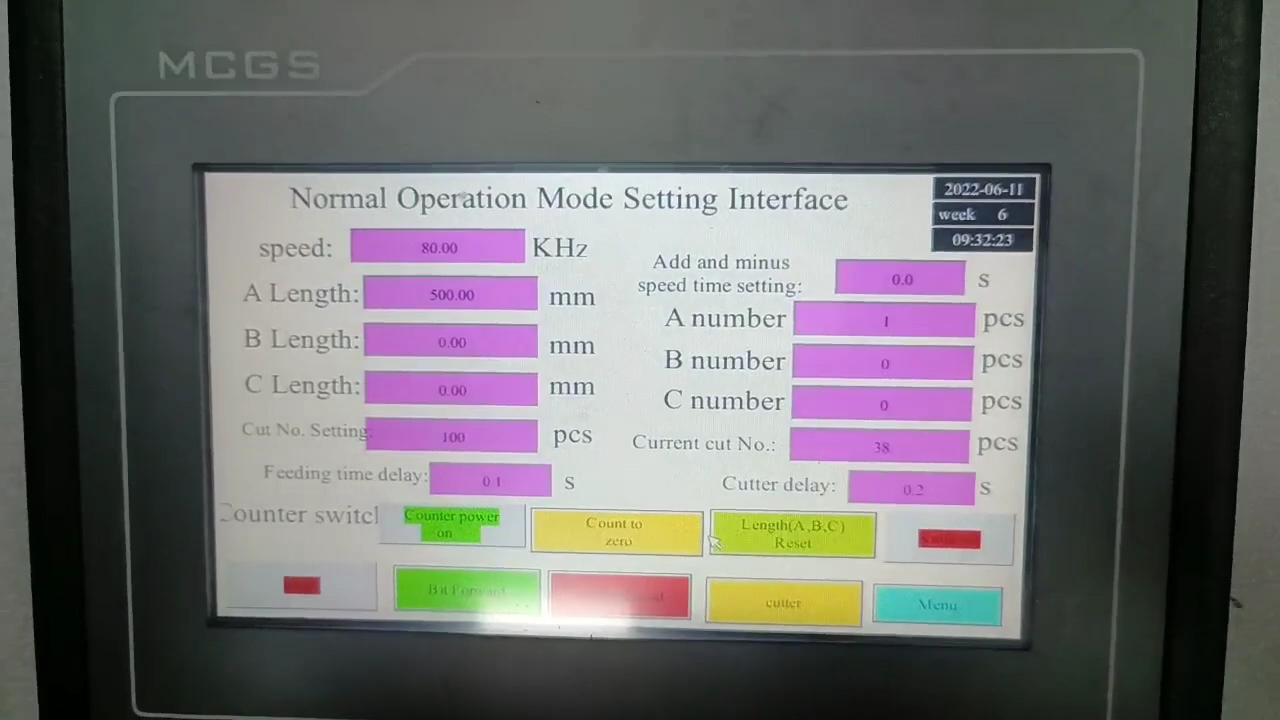 MCGS
Normal Operation Mode Setting Interface
2022-06-11
week 6
09:32:23
speed: 80.00 KHz
Add and minus
speed time setting: 0.0 S
A Length: 500.00 mm
A number 1 pcs
B Length: 0.00 mm
B number 0 pcs
C Length: 0.00 mm
C number 0 pcs
Cut No. Setting: 100 pcs
Current cut No.: 38 pcs
Feeding time delay: 0.1 S
Cutter delay: 0.2 S
Counter switch
Counter power
on
Count to
zero
Length(A,B,C)
Reset
Bit Forward
cutter
Menu